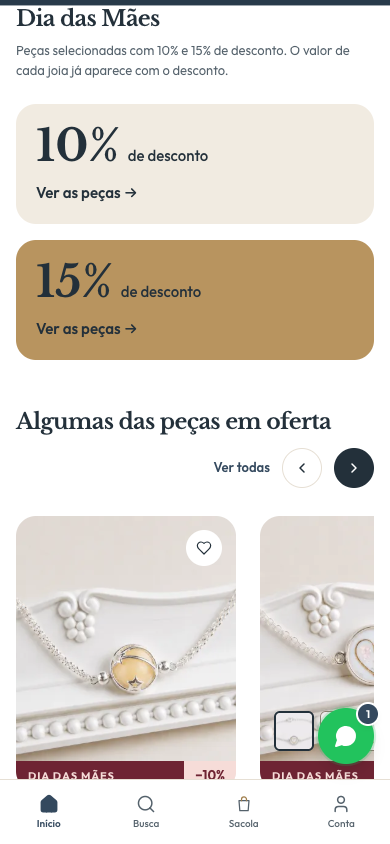 Dia das Mães
Peças selecionadas com 10% e 15% de desconto. O valor de
cada joia já aparece com o desconto.
10% de desconto
Ver as peças →
15% de desconto
Ver as peças →
Algumas das peças em oferta
Ver todas
DIA DAS MÃES
−10%
DIA DAS MÃES
1
Início
Busca
Sacola
Conta